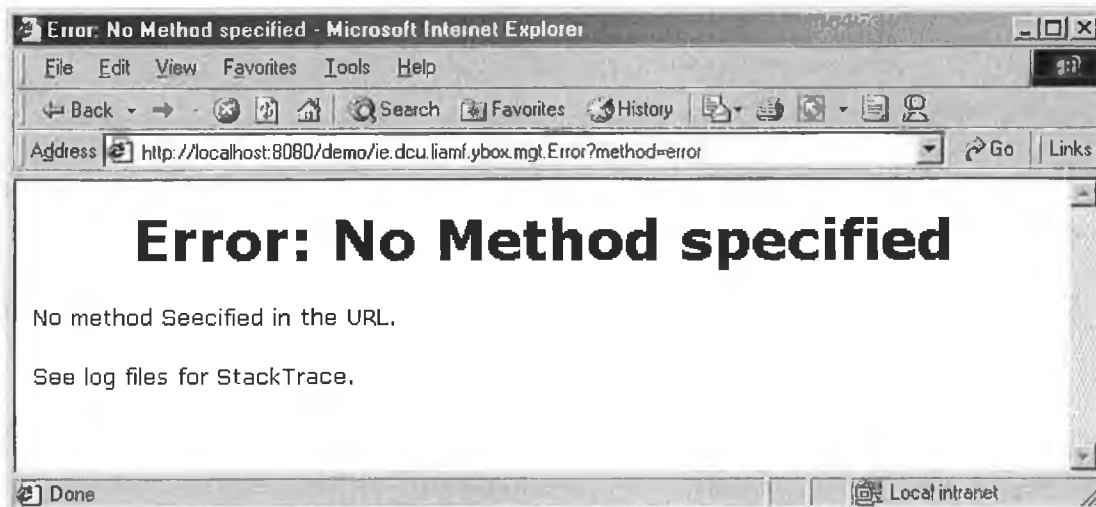 Error: No Method specified - Microsoft Internet Explorer
File Edit View Favorites Tools Help
Back Search Favorites History
Address http://localhost:8080/demo/ie.dcu.liamf.ybox.mgt.Error?method=error Go Links
Error: No Method specified
No method Seecified in the URL.
See log files for StackTrace.
Done Local intranet